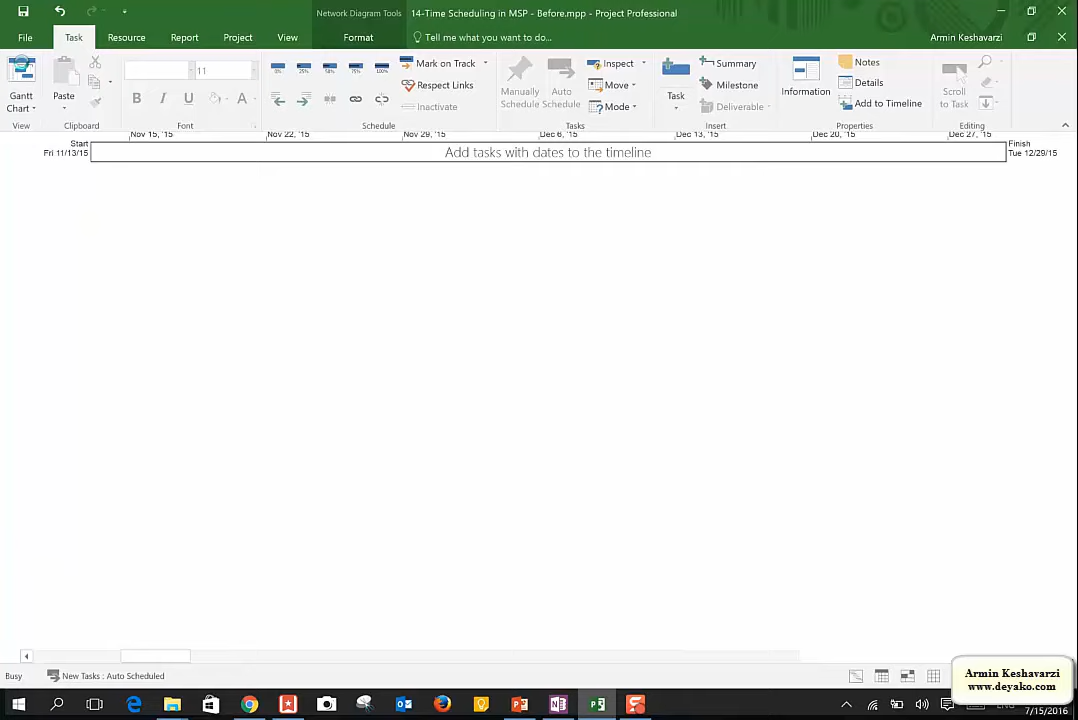 Network Diagram Tools
14-Time Scheduling in MSP - Before.mpp - Project Professional
File
Task
Resource
Report
Project
View
Format
Tell me what you want to do...
Armin Keshavarzi
Gantt
Chart
View
Paste
Clipboard
11
B I U A
Font
0% 25% 50% 75% 100%
Mark on Track
Respect Links
Inactivate
Schedule
Manually
Schedule
Auto
Schedule
Inspect
Move
Mode
Tasks
Task
Summary
Milestone
Deliverable
Insert
Information
Notes
Details
Add to Timeline
Properties
Scroll
to Task
Editing
Nov 15, '15
Nov 22, '15
Nov 29, '15
Dec 6, '15
Dec 13, '15
Dec 20, '15
Dec 27, '15
Start
Fri 11/13/15
Add tasks with dates to the timeline
Finish
Tue 12/29/15
Busy
New Tasks : Auto Scheduled
Armin Keshavarzi
www.deyako.com
7/15/2016